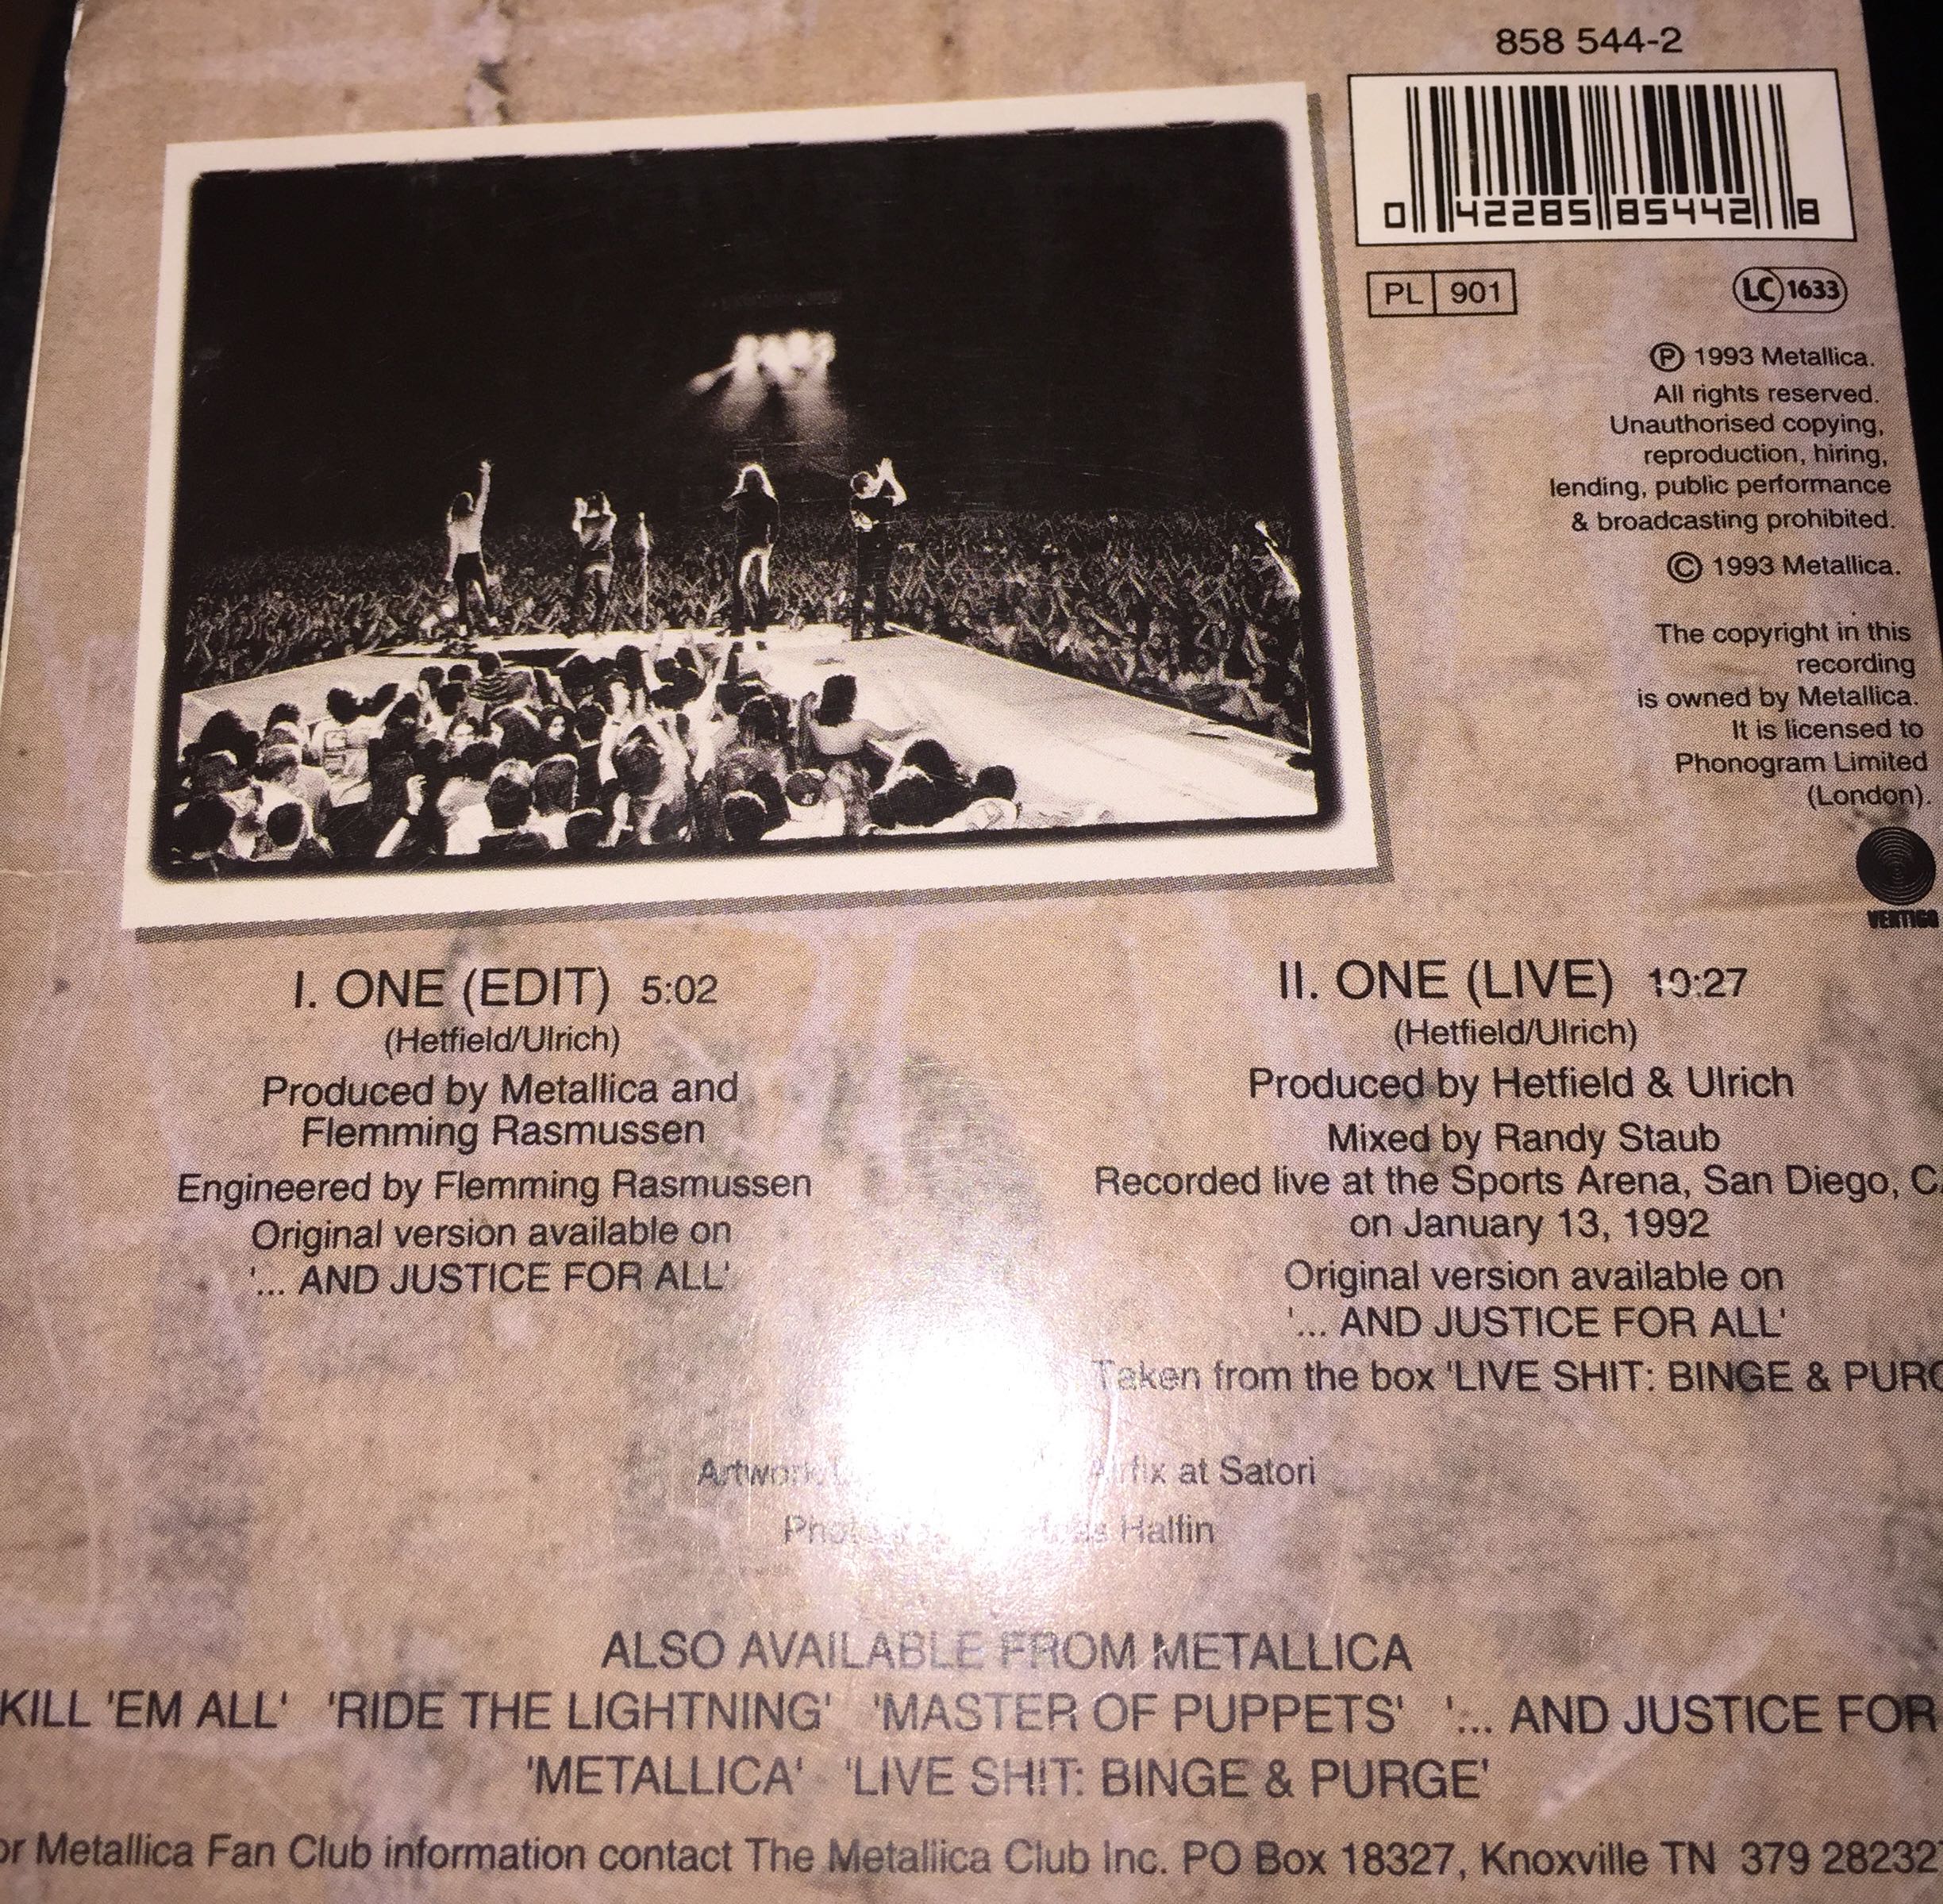 858 544-2
0 42285 85442 8
PL 901
LC 1633
Ⓟ 1993 Metallica.
All rights reserved.
Unauthorised copying,
reproduction, hiring,
lending, public performance
& broadcasting prohibited.
© 1993 Metallica.
The copyright in this
recording
is owned by Metallica.
It is licensed to
Phonogram Limited
(London).
VERTIGO
I. ONE (EDIT) 5:02
(Hetfield/Ulrich)
Produced by Metallica and
Flemming Rasmussen
Engineered by Flemming Rasmussen
Original version available on
'... AND JUSTICE FOR ALL'
II. ONE (LIVE) 10:27
(Hetfield/Ulrich)
Produced by Hetfield & Ulrich
Mixed by Randy Staub
Recorded live at the Sports Arena, San Diego,
on January 13, 1992
Original version available on
'... AND JUSTICE FOR ALL'
Taken from the box 'LIVE SHIT: BINGE &
Artwork Airfix at Satori
Halfin
ALSO AVAILABLE FROM METALLICA
KILL 'EM ALL' 'RIDE THE LIGHTNING' 'MASTER OF PUPPETS' '... AND JUSTICE FOR
'METALLICA' 'LIVE SHIT: BINGE & PURGE'
or Metallica Fan Club information contact The Metallica Club Inc. PO Box 18327, Knoxville TN 379 28232